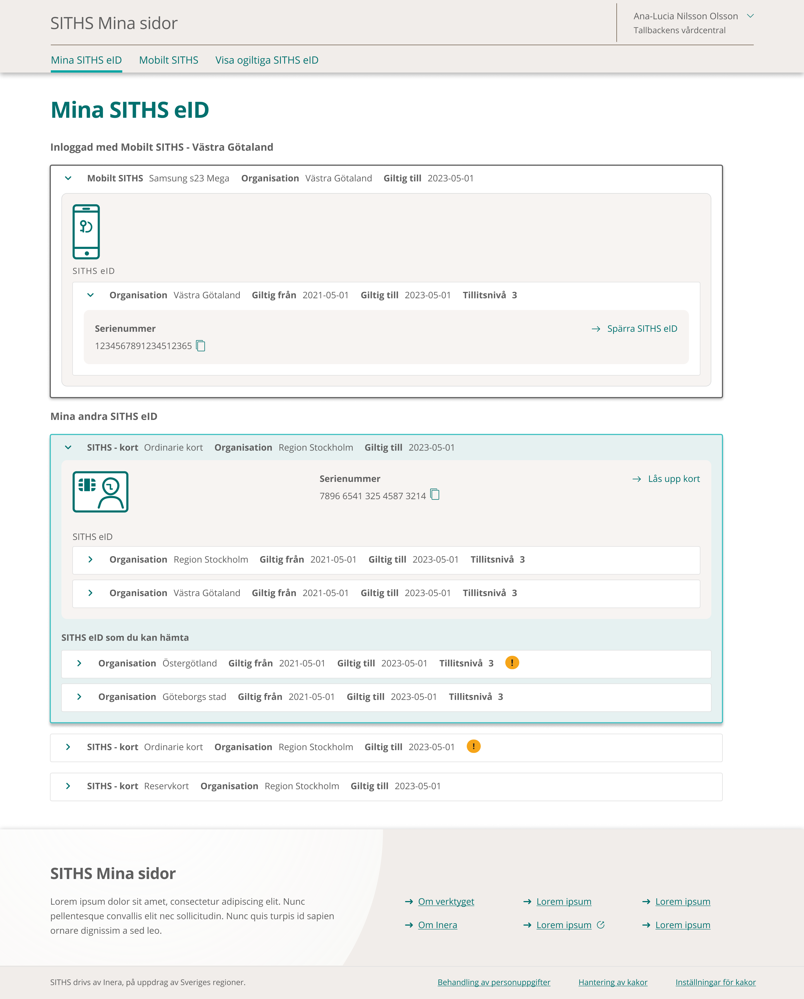 SITHS Mina sidor
Ana-Lucia Nilsson Olsson
Tallbackens vårdcentral
Mina SITHS eID Mobilt SITHS Visa ogiltiga SITHS eID
Mina SITHS eID
Inloggad med Mobilt SITHS - Västra Götaland
Mobilt SITHS Samsung s23 Mega Organisation Västra Götaland Giltig till 2023-05-01
SITHS eID
Organisation Västra Götaland Giltig från 2021-05-01 Giltig till 2023-05-01 Tillitsnivå 3
Serienummer
Spärra SITHS eID
1234567891234512365
Mina andra SITHS eID
SITHS - kort Ordinarie kort Organisation Region Stockholm Giltig till 2023-05-01
Serienummer
Lås upp kort
7896 6541 325 4587 3214
SITHS eID
Organisation Region Stockholm Giltig från 2021-05-01 Giltig till 2023-05-01 Tillitsnivå 3
Organisation Västra Götaland Giltig från 2021-05-01 Giltig till 2023-05-01 Tillitsnivå 3
SITHS eID som du kan hämta
Organisation Östergötland Giltig från 2021-05-01 Giltig till 2023-05-01 Tillitsnivå 3 !
Organisation Göteborgs stad Giltig från 2021-05-01 Giltig till 2023-05-01 Tillitsnivå 3
SITHS - kort Ordinarie kort Organisation Region Stockholm Giltig till 2023-05-01 !
SITHS - kort Reservkort Organisation Region Stockholm Giltig till 2023-05-01
SITHS Mina sidor
Lorem ipsum dolor sit amet, consectetur adipiscing elit. Nunc
pellentesque convallis elit nec sollicitudin. Nunc quis turpis id sapien
ornare dignissim a sed leo.
Om verktyget Lorem ipsum Lorem ipsum
Om Inera Lorem ipsum Lorem ipsum
SITHS drivs av Inera, på uppdrag av Sveriges regioner.
Behandling av personuppgifter Hantering av kakor Inställningar för kakor